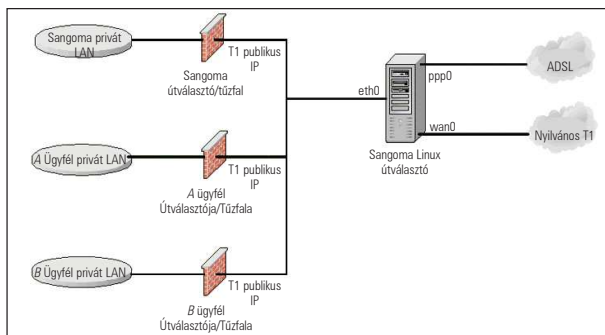 Sangoma privát
LAN
T1 publikus
IP
Sangoma
útválasztó/tűzfal
eth0
ppp0
ADSL
wan0
Nyilvános T1
Sangoma Linux
útválasztó
A Ügyfél privát LAN
T1 publikus
IP
A ügyfél
Útválasztója/Tűzfala
B Ügyfél privát LAN
T1 publikus
IP
B ügyfél
Útválasztója/Tűzfala